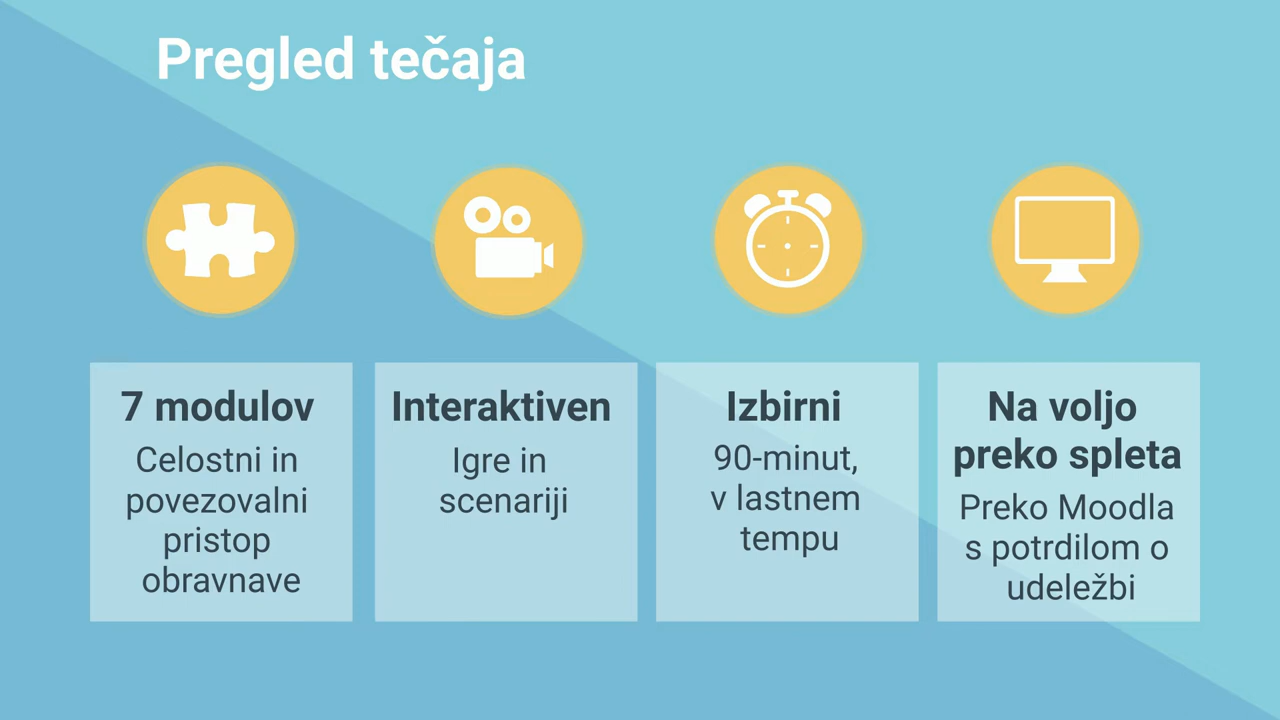 Pregled tečaja
7 modulov
Celostni in
povezovalni
pristop
obravnave
Interaktiven
Igre in
scenariji
Izbirni
90-minut,
v lastnem
tempu
Na voljo
preko spleta
Preko Moodla
s potrdilom o
udeležbi